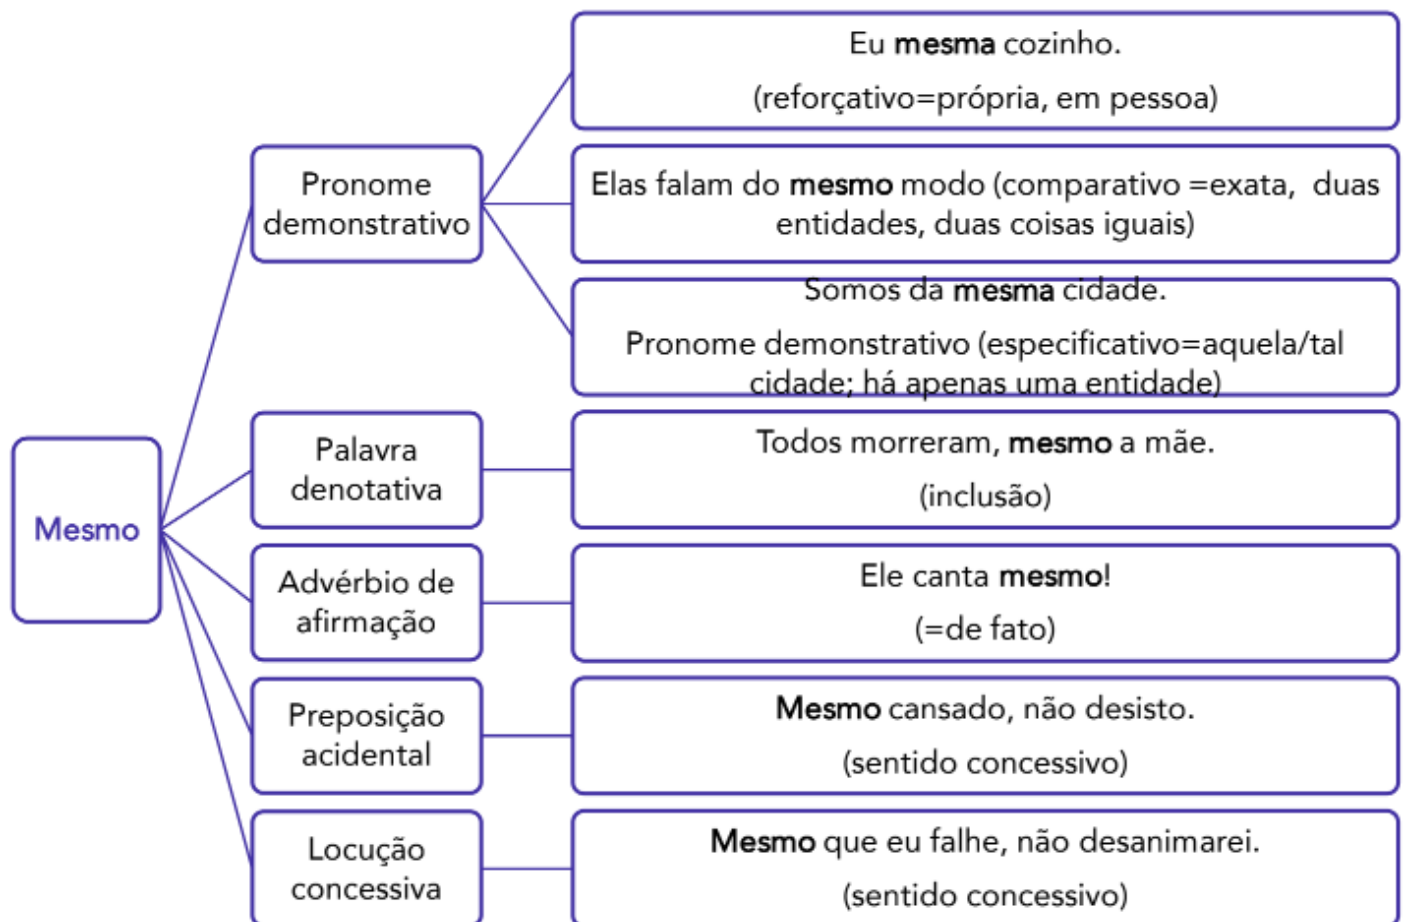 Mesmo
Pronome
demonstrativo
Eu mesma cozinho.
(reforçativo=própria, em pessoa)
Elas falam do mesmo modo (comparativo =exata, duas
entidades, duas coisas iguais)
Somos da mesma cidade.
Pronome demonstrativo (especificativo=aquela/tal
cidade; há apenas uma entidade)
Palavra
denotativa
Todos morreram, mesmo a mãe.
(inclusão)
Advérbio de
afirmação
Ele canta mesmo!
(=de fato)
Preposição
acidental
Mesmo cansado, não desisto.
(sentido concessivo)
Locução
concessiva
Mesmo que eu falhe, não desanimarei.
(sentido concessivo)